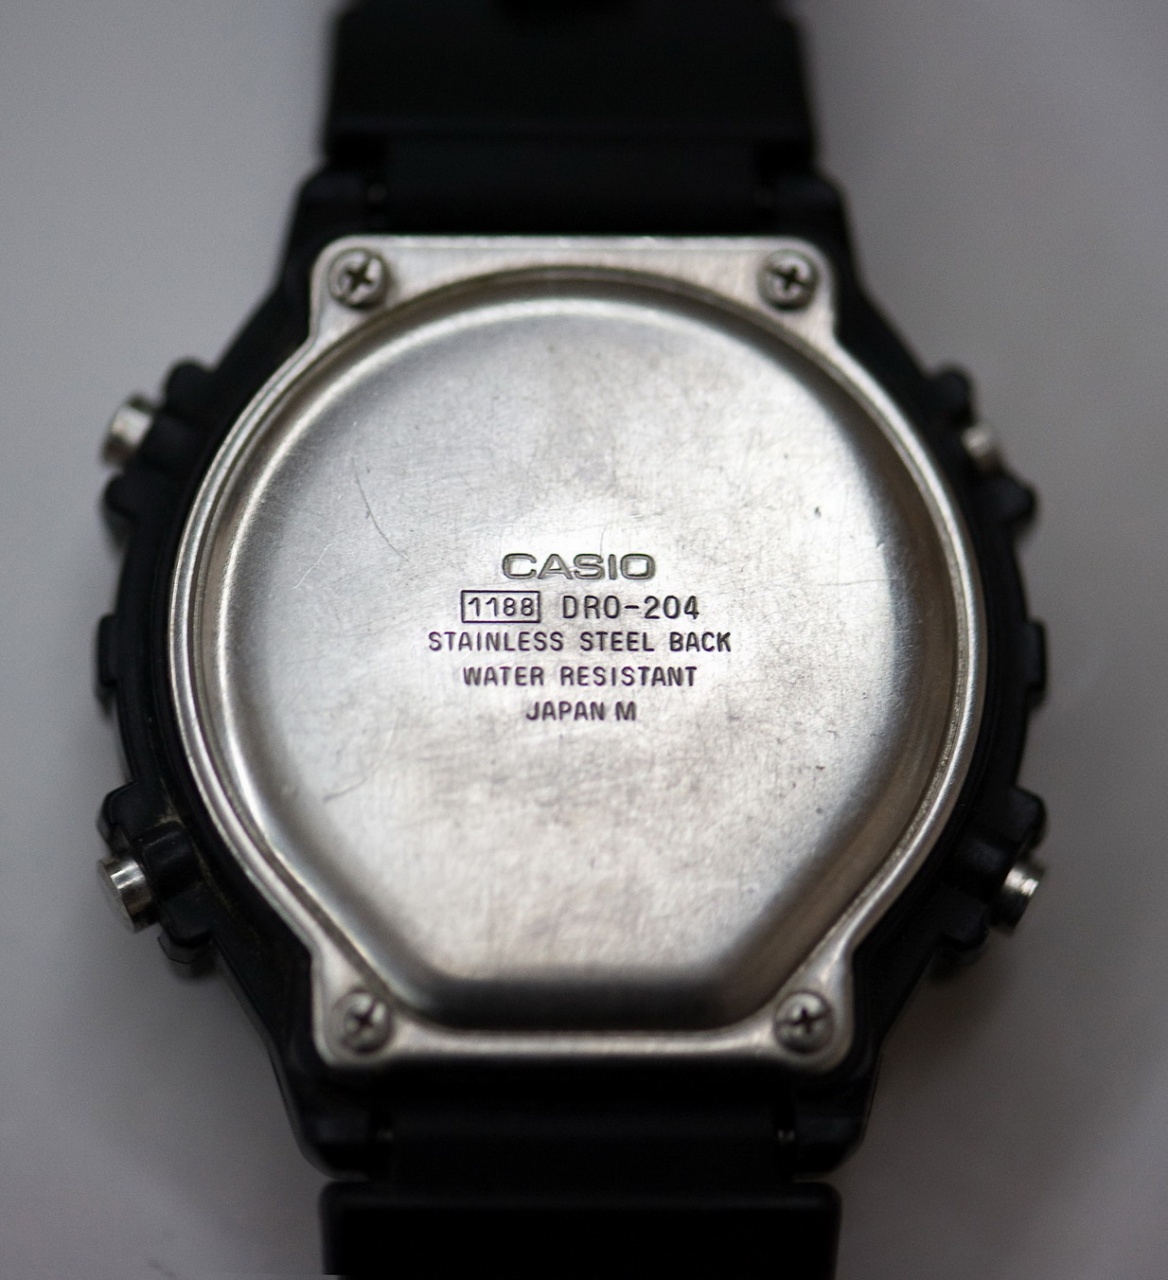 CASIO
1188 DRO-204
STAINLESS STEEL BACK
WATER RESISTANT
JAPAN M